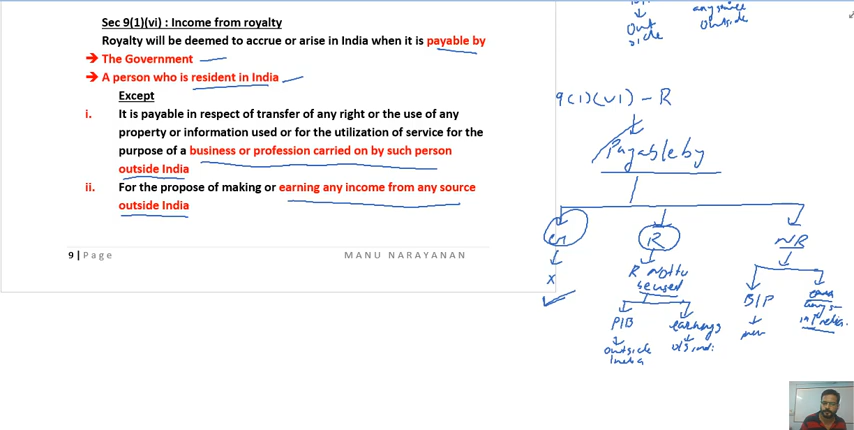 Sec 9(1)(vi) : Income from royalty
Royalty will be deemed to accrue or arise in India when it is payable by
➔ The Government
➔ A person who is resident in India
Except
i. It is payable in respect of transfer of any right or the use of any
property or information used or for the utilization of service for the
purpose of a business or profession carried on by such person
outside India
ii. For the propose of making or earning any income from any source
outside India
9 | Page
MANU NARAYANAN
out side
outside
9(1)(VI) - R
Payable by
R
NR
X
R
B/P
P/B
earnings
outside
India